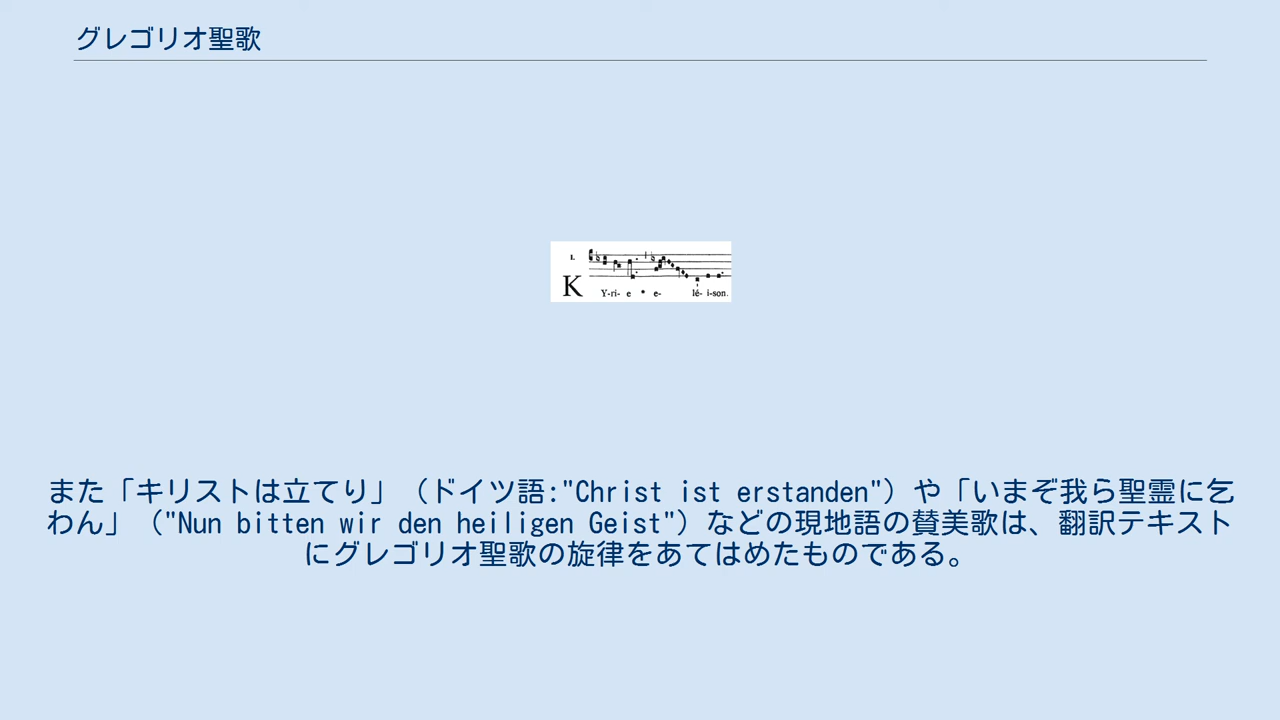 グレゴリオ聖歌
I.
K Y-ri- e * e- lé- i-son.
また「キリストは立てり」（ドイツ語:"Christ ist erstanden"）や「いまぞ我ら聖霊に乞
わん」（"Nun bitten wir den heiligen Geist"）などの現地語の賛美歌は、翻訳テキスト
にグレゴリオ聖歌の旋律をあてはめたものである。